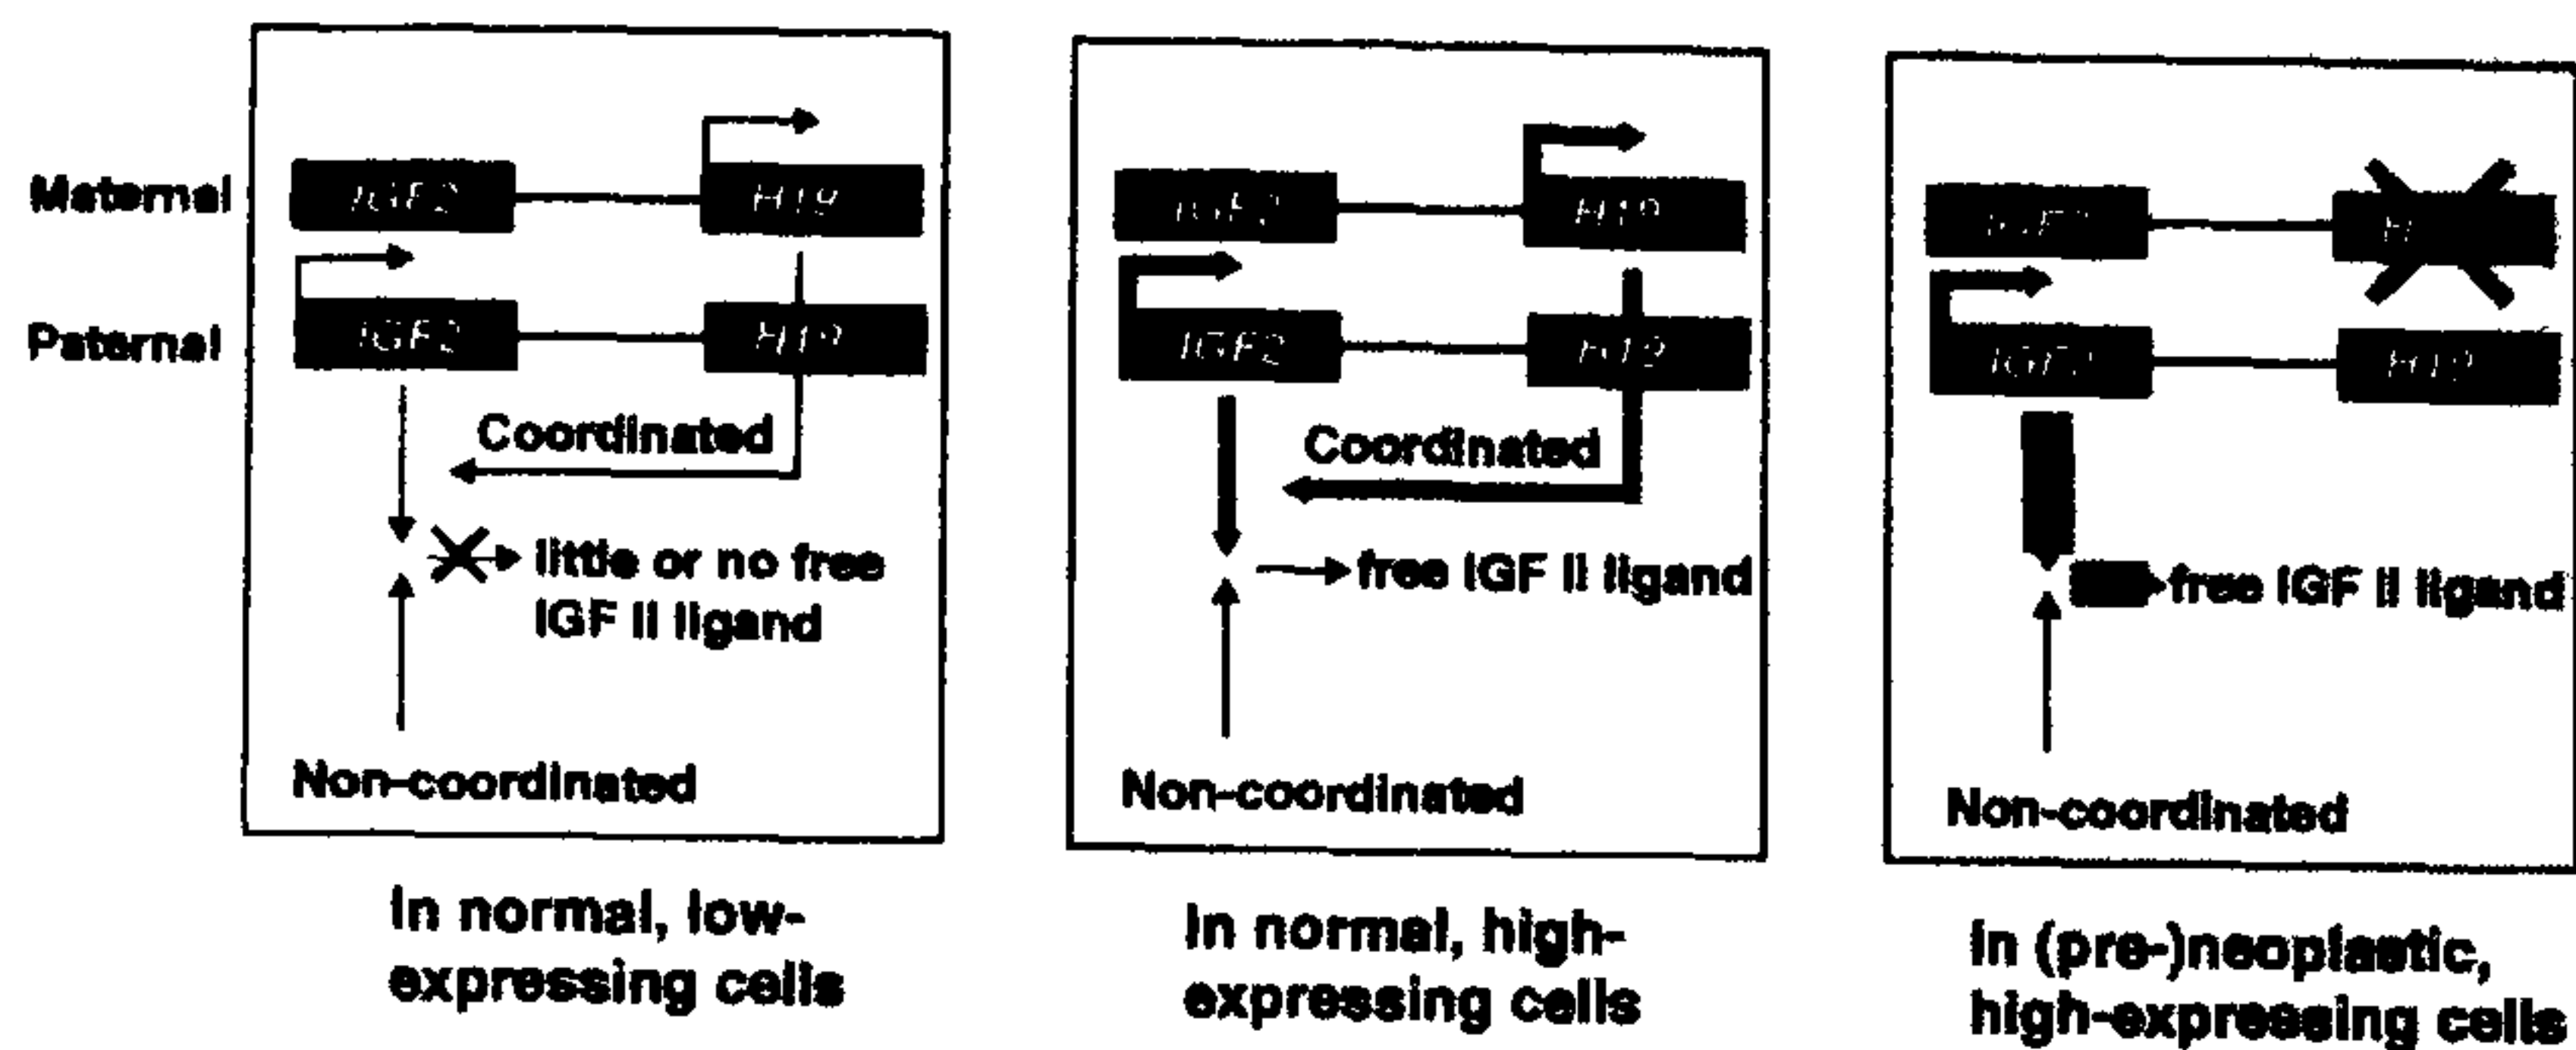 Maternal
IGF2 H19
Paternal
IGF2 H19
Coordinated
little or no free
IGF II ligand
Non-coordinated
In normal, low-
expressing cells
IGF2 H19
IGF2 H19
Coordinated
free IGF II ligand
Non-coordinated
In normal, high-
expressing cells
H
H19
free IGF II ligand
Non-coordinated
In (pre-)neoplastic,
high-expressing cells